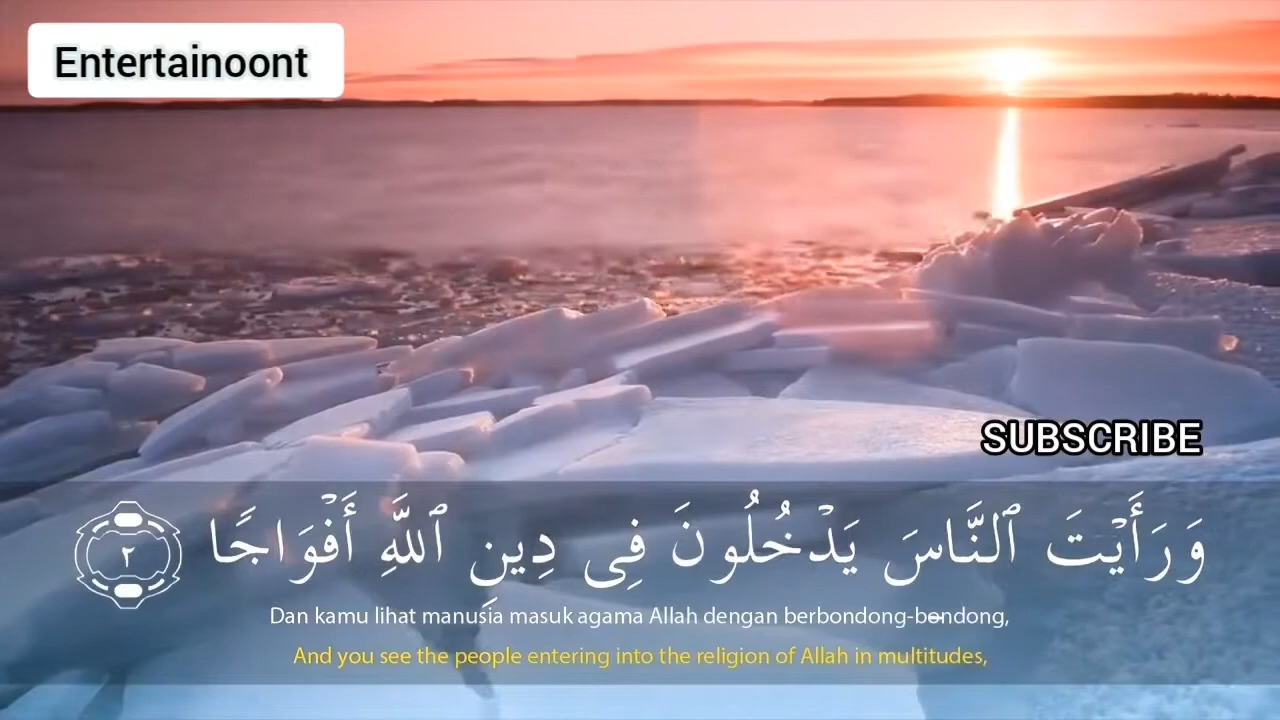 Entertainoont
SUBSCRIBE
وَرَأَيْتَ ٱلنَّاسَ يَدْخُلُونَ فِى دِينِ ٱللَّهِ أَفْوَاجًا ٢
Dan kamu lihat manusia masuk agama Allah dengan berbondong-bondong,
And you see the people entering into the religion of Allah in multitudes,